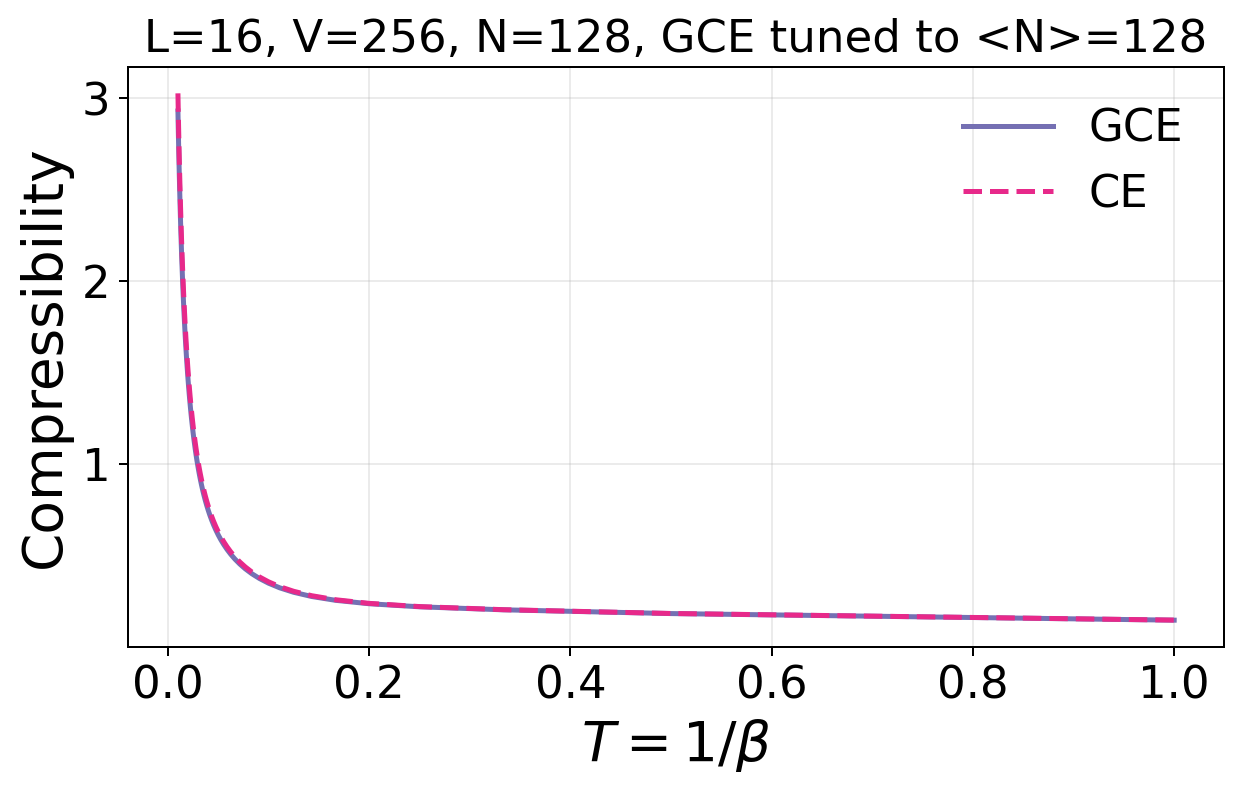 L=16, V=256, N=128, GCE tuned to <N>=128
Compressibility
3
2
1
GCE
CE
0.0 0.2 0.4 0.6 0.8 1.0
T = 1/β